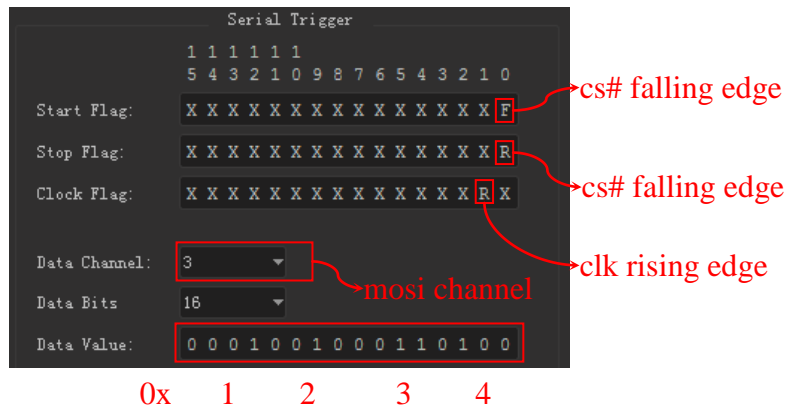 Serial Trigger
1 1 1 1 1 1
5 4 3 2 1 0 9 8 7 6 5 4 3 2 1 0
Start Flag: X X X X X X X X X X X X X X X F cs# falling edge
Stop Flag: X X X X X X X X X X X X X X X R cs# falling edge
Clock Flag: X X X X X X X X X X X X X X R X clk rising edge
Data Channel: 3 mosi channel
Data Bits 16
Data Value: 0 0 0 1 0 0 1 0 0 0 1 1 0 1 0 0
0x 1 2 3 4